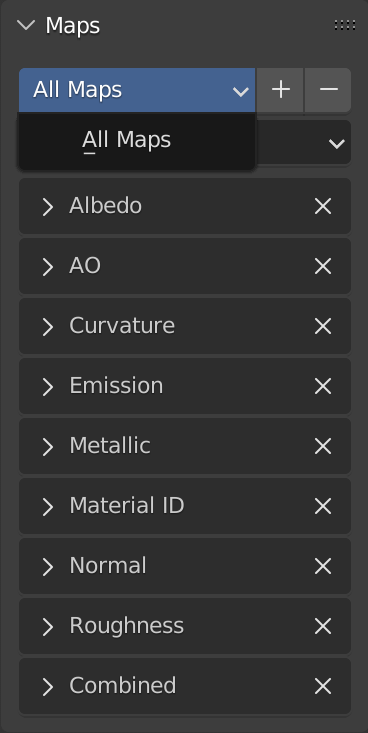 Maps
All Maps
All Maps
Albedo
AO
Curvature
Emission
Metallic
Material ID
Normal
Roughness
Combined